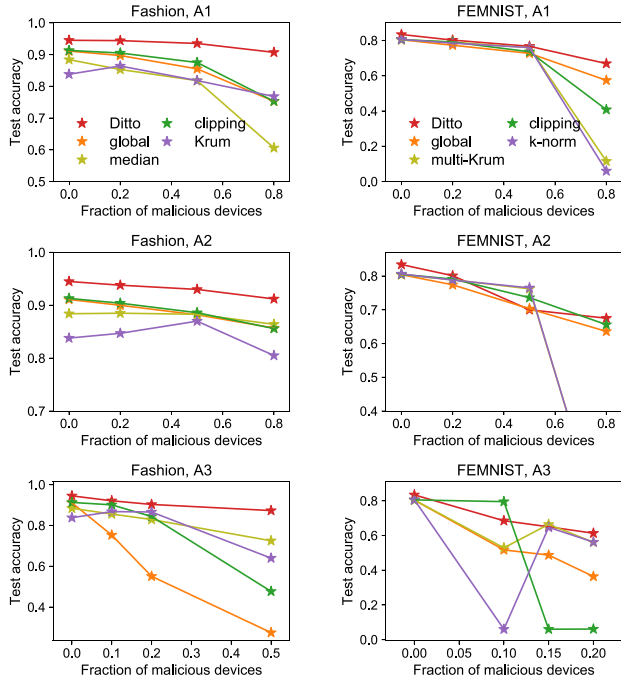 Fashion, A1
Test accuracy
1.0
0.9
0.8
0.7
0.6
0.5
Ditto
global
median
clipping
Krum
0.0 0.2 0.4 0.6 0.8
Fraction of malicious devices
FEMNIST, A1
Test accuracy
0.8
0.6
0.4
0.2
0.0
Ditto
global
multi-Krum
clipping
k-norm
0.0 0.2 0.4 0.6 0.8
Fraction of malicious devices
Fashion, A2
Test accuracy
1.0
0.9
0.8
0.7
0.0 0.2 0.4 0.6 0.8
Fraction of malicious devices
FEMNIST, A2
Test accuracy
0.8
0.7
0.6
0.5
0.4
0.0 0.2 0.4 0.6 0.8
Fraction of malicious devices
Fashion, A3
Test accuracy
1.0
0.8
0.6
0.4
0.0 0.1 0.2 0.3 0.4 0.5
Fraction of malicious devices
FEMNIST, A3
Test accuracy
0.8
0.6
0.4
0.2
0.0
0.00 0.05 0.10 0.15 0.20
Fraction of malicious devices